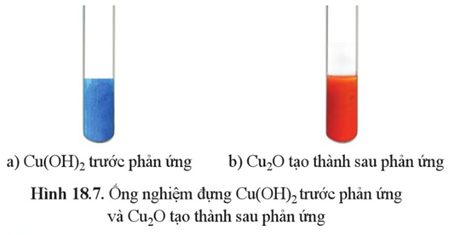 a) Cu(OH)₂ trước phản ứng
b) Cu₂O tạo thành sau phản ứng
Hình 18.7. Ống nghiệm đựng Cu(OH)₂ trước phản ứng
và Cu₂O tạo thành sau phản ứng